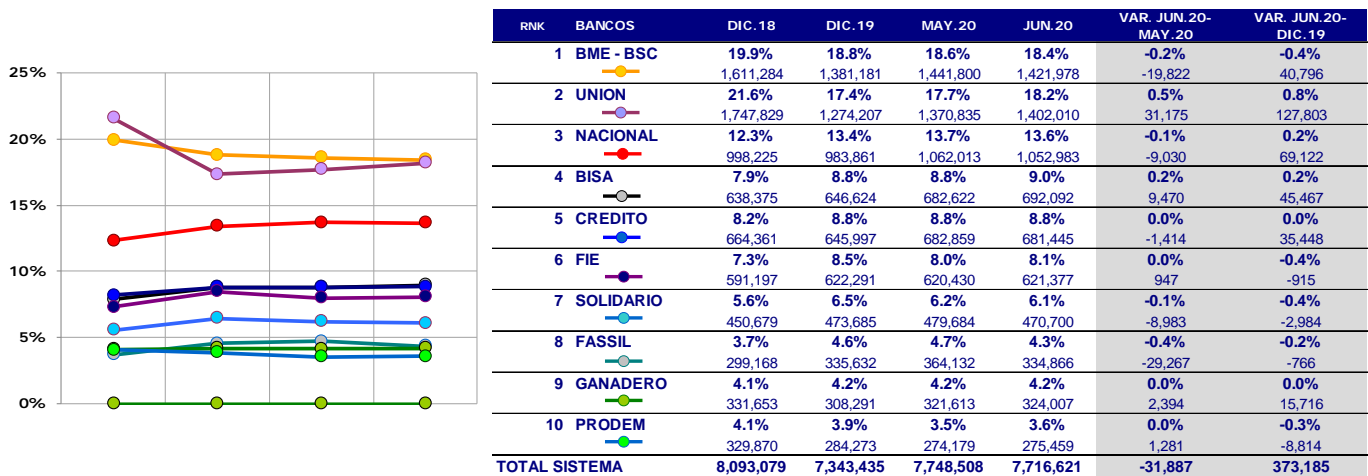 25%
20%
15%
10%
5%
0%
RNK BANCOS DIC.18 DIC.19 MAY.20 JUN.20 VAR. JUN.20-MAY.20 VAR. JUN.20-DIC.19
1 BME - BSC 19.9% 18.8% 18.6% 18.4% -0.2% -0.4%
1,611,284 1,381,181 1,441,800 1,421,978 -19,822 40,796
2 UNION 21.6% 17.4% 17.7% 18.2% 0.5% 0.8%
1,747,829 1,274,207 1,370,835 1,402,010 31,175 127,803
3 NACIONAL 12.3% 13.4% 13.7% 13.6% -0.1% 0.2%
998,225 983,861 1,062,013 1,052,983 -9,030 69,122
4 BISA 7.9% 8.8% 8.8% 9.0% 0.2% 0.2%
638,375 646,624 682,622 692,092 9,470 45,467
5 CREDITO 8.2% 8.8% 8.8% 8.8% 0.0% 0.0%
664,361 645,997 682,859 681,445 -1,414 35,448
6 FIE 7.3% 8.5% 8.0% 8.1% 0.0% -0.4%
591,197 622,291 620,430 621,377 947 -915
7 SOLIDARIO 5.6% 6.5% 6.2% 6.1% -0.1% -0.4%
450,679 473,685 479,684 470,700 -8,983 -2,984
8 FASSIL 3.7% 4.6% 4.7% 4.3% -0.4% -0.2%
299,168 335,632 364,132 334,866 -29,267 -766
9 GANADERO 4.1% 4.2% 4.2% 4.2% 0.0% 0.0%
331,653 308,291 321,613 324,007 2,394 15,716
10 PRODEM 4.1% 3.9% 3.5% 3.6% 0.0% -0.3%
329,870 284,273 274,179 275,459 1,281 -8,814
TOTAL SISTEMA 8,093,079 7,343,435 7,748,508 7,716,621 -31,887 373,185